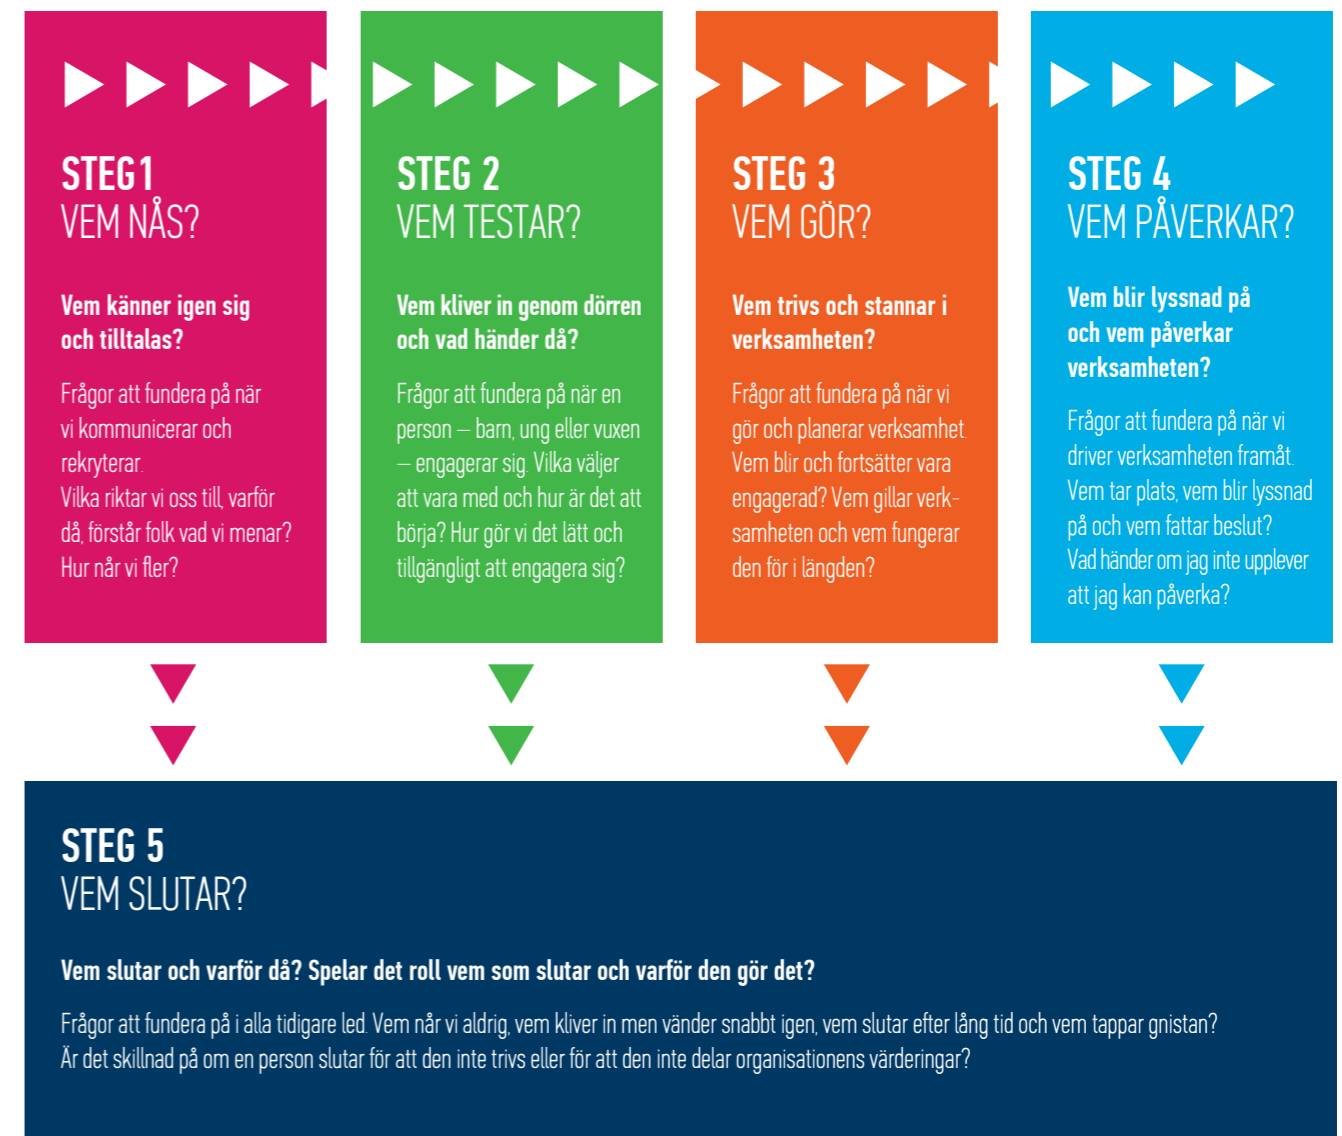 STEG1
VEM NÅS?
Vem känner igen sig
och tilltalas?
Frågor att fundera på när
vi kommunicerar och
rekryterar.
Vilka riktar vi oss till, varför
då, förstår folk vad vi menar?
Hur når vi fler?
STEG 2
VEM TESTAR?
Vem kliver in genom dörren
och vad händer då?
Frågor att fundera på när en
person – barn, ung eller vuxen
– engagerar sig. Vilka väljer
att vara med och hur är det att
börja? Hur gör vi det lätt och
tillgängligt att engagera sig?
STEG 3
VEM GÖR?
Vem trivs och stannar i
verksamheten?
Frågor att fundera på när vi
gör och planerar verksamhet.
Vem blir och fortsätter vara
engagerad? Vem gillar verk-
samheten och vem fungerar
den för i längden?
STEG 4
VEM PÅVERKAR?
Vem blir lyssnad på
och vem påverkar
verksamheten?
Frågor att fundera på när vi
driver verksamheten framåt.
Vem tar plats, vem blir lyssnad
på och vem fattar beslut?
Vad händer om jag inte upplever
att jag kan påverka?
STEG 5
VEM SLUTAR?
Vem slutar och varför då? Spelar det roll vem som slutar och varför den gör det?
Frågor att fundera på i alla tidigare led. Vem når vi aldrig, vem kliver in men vänder snabbt igen, vem slutar efter lång tid och vem tappar gnistan?
Är det skillnad på om en person slutar för att den inte trivs eller för att den inte delar organisationens värderingar?